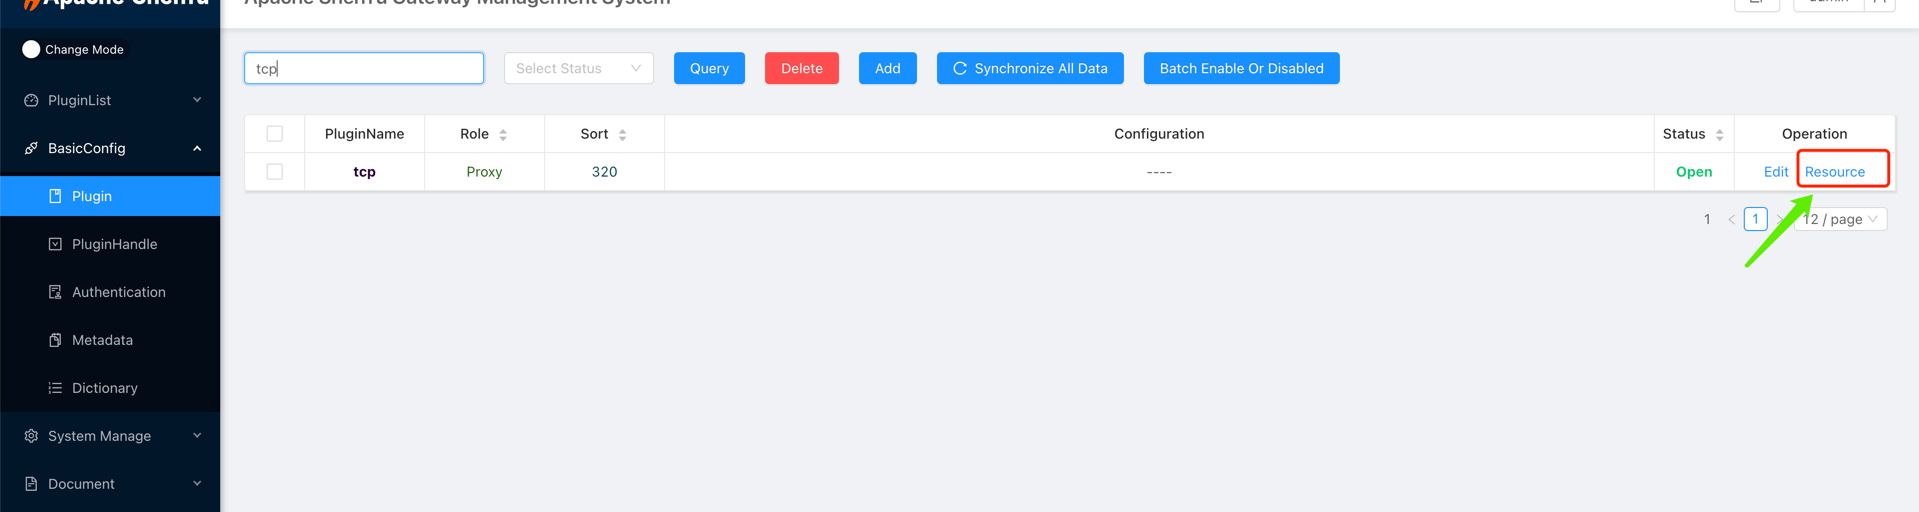 Apache ShenYu
Apache ShenYu Gateway Management System
admin
Change Mode
PluginList
BasicConfig
Plugin
PluginHandle
Authentication
Metadata
Dictionary
System Manage
Document
tcp
Select Status
Query
Delete
Add
Synchronize All Data
Batch Enable Or Disabled
PluginName Role Sort Configuration Status Operation
tcp Proxy 320 ---- Open Edit Resource
1 < 1 > 12 / page